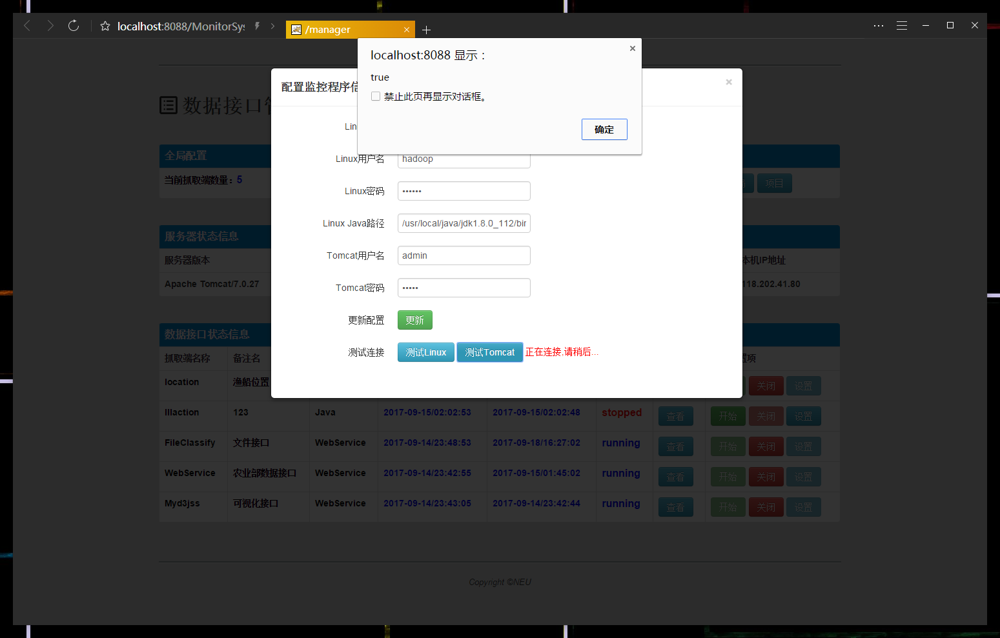 localhost:8088/MonitorSys
/manager
localhost:8088 显示：
true
禁止此页再显示对话框。
确定
配置监控程序信
数据接口管
Lin
Linux用户名 hadoop
Linux密码 ••••••
Linux Java路径 /usr/local/java/jdk1.8.0_112/bin
Tomcat用户名 admin
Tomcat密码 •••••
更新配置 更新
测试连接 测试Linux 测试Tomcat 正在连接,请稍后...
全局配置
当前抓取端数量：5 项目
服务器状态信息
服务器版本 本机IP地址
Apache Tomcat/7.0.27 118.202.41.80
数据接口状态信息
抓取端名称 备注名 置项
location 渔船位置 关闭 设置
lllaction 123 Java 2017-09-15/02:02:53 2017-09-15/02:02:48 stopped 查看 开始 关闭 设置
FileClassify 文件接口 WebService 2017-09-14/23:48:53 2017-09-18/16:27:02 running 查看 开始 关闭 设置
WebService 农业部数据接口 WebService 2017-09-14/23:42:55 2017-09-15/01:45:02 running 查看 开始 关闭 设置
Myd3jss 可视化接口 WebService 2017-09-14/23:43:05 2017-09-14/23:42:44 running 查看 开始 关闭 设置
Copyright ©NEU